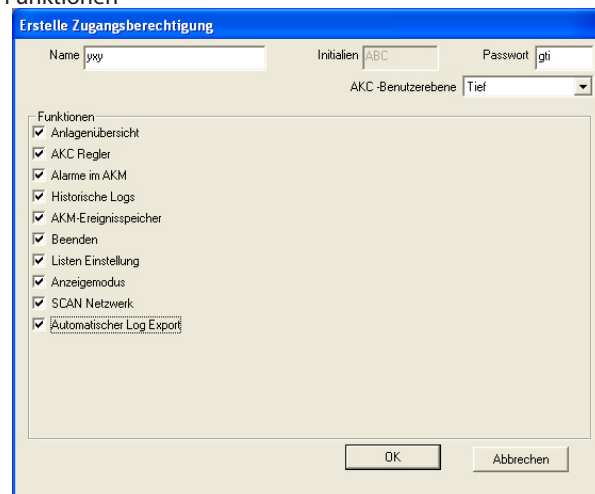 Funktionen
Erstelle Zugangsberechtigung
Name yxy Initialien ABC Passwort gti
AKC -Benutzerebene Tief
Funktionen
Anlagenübersicht
AKC Regler
Alarme im AKM
Historische Logs
AKM-Ereignisspeicher
Beenden
Listen Einstellung
Anzeigemodus
SCAN Netzwerk
Automatischer Log Export
OK Abbrechen